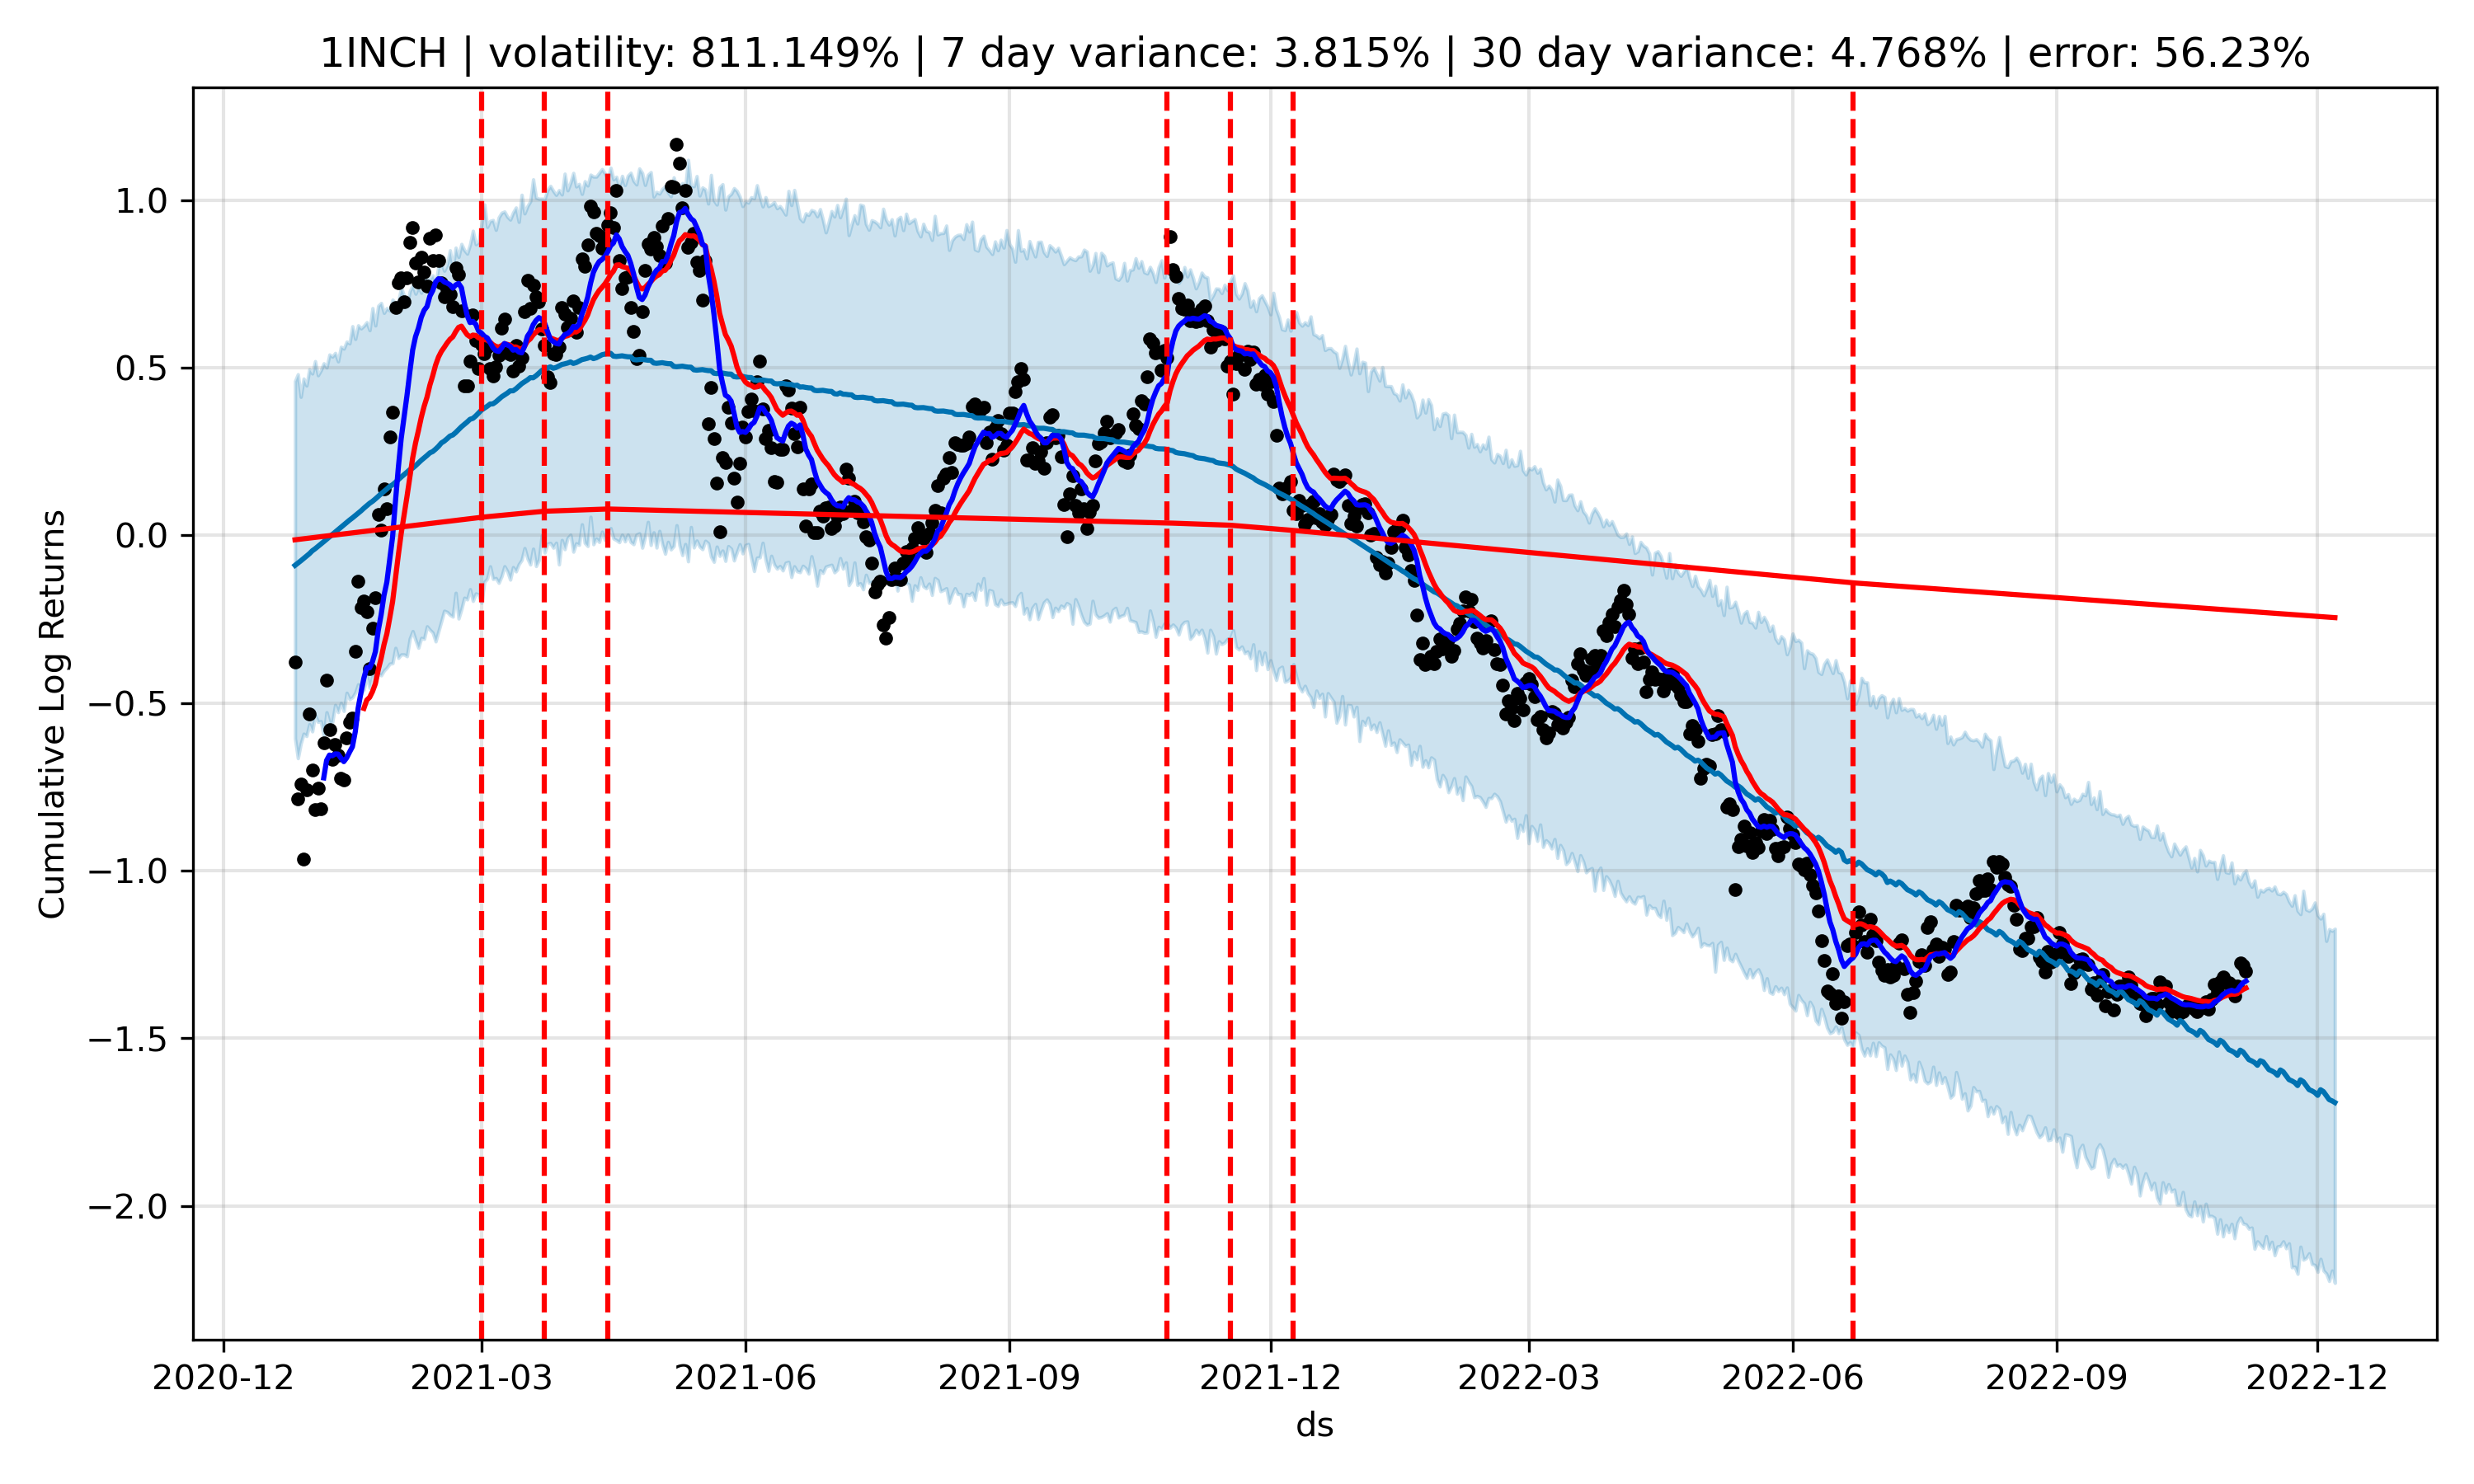 1INCH | volatility: 811.149% | 7 day variance: 3.815% | 30 day variance: 4.768% | error: 56.23%
Cumulative Log Returns
1.0
0.5
0.0
−0.5
−1.0
−1.5
−2.0
2020-12 2021-03 2021-06 2021-09 2021-12 2022-03 2022-06 2022-09 2022-12
ds